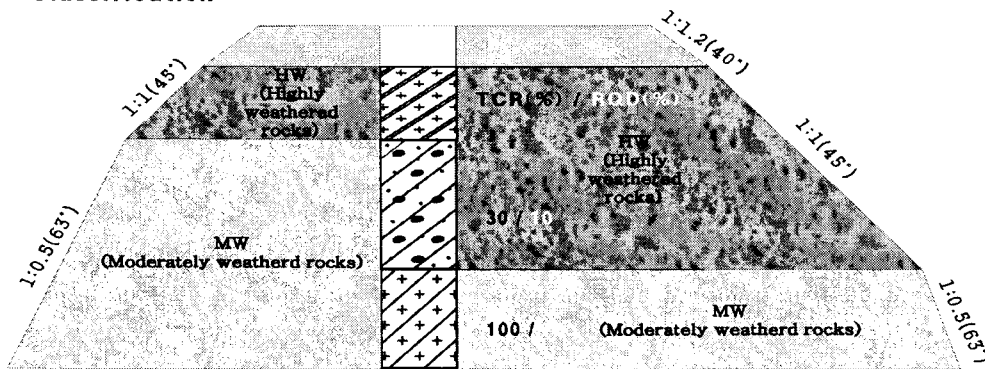 1:1.2(40°)
1:1(45°)
HW
(Highly
weathered
rocks)
TCR(%) / RQD(%)
HW
(Highly
weathered
rocks)
1:1(45°)
30 / 10
1:0.5(63°)
MW
(Moderately weatherd rocks)
100 /
MW
(Moderately weatherd rocks)
1:0.5(63°)